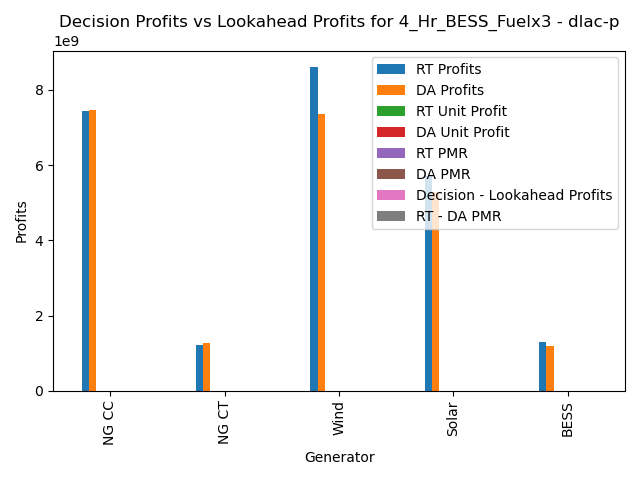 Decision Profits vs Lookahead Profits for 4_Hr_BESS_Fuelx3 - dlac-p
1e9
RT Profits
DA Profits
RT Unit Profit
DA Unit Profit
RT PMR
DA PMR
Decision - Lookahead Profits
RT - DA PMR
8
6
4
2
0
Profits
NG CC
NG CT
Wind
Solar
BESS
Generator